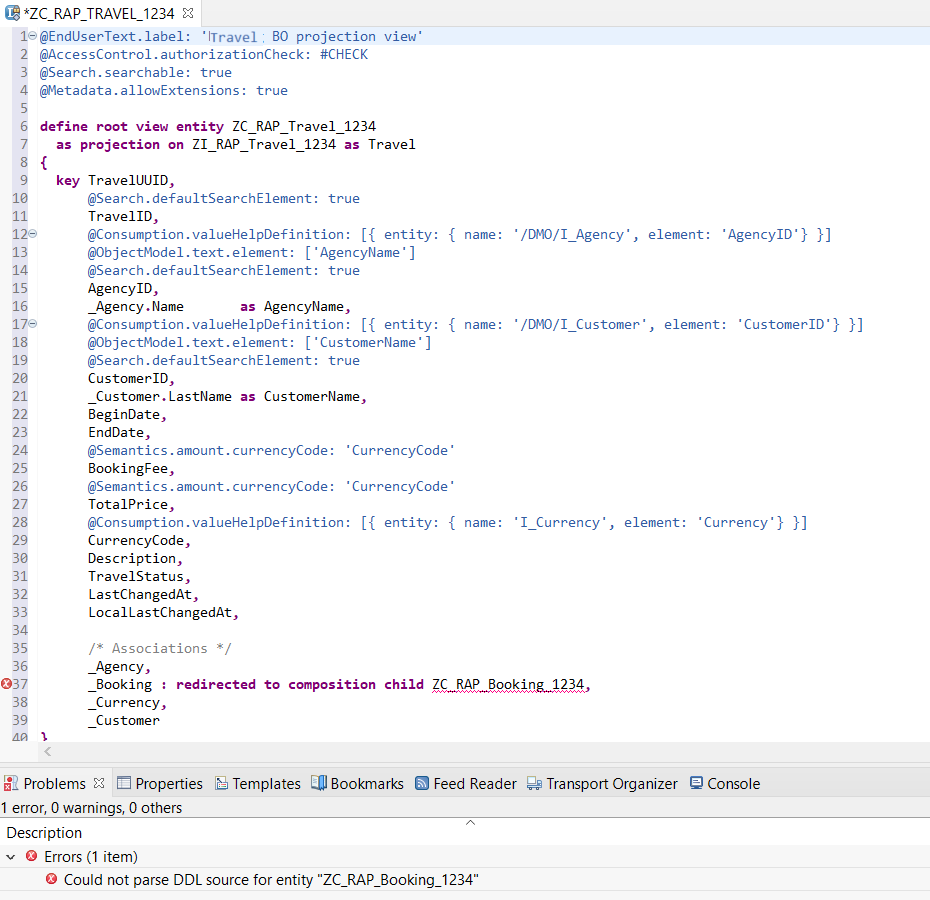 *ZC_RAP_TRAVEL_1234
1 @EndUserText.label: 'Travel BO projection view'
2 @AccessControl.authorizationCheck: #CHECK
3 @Search.searchable: true
4 @Metadata.allowExtensions: true
5
6 define root view entity ZC_RAP_Travel_1234
7 as projection on ZI_RAP_Travel_1234 as Travel
8 {
9 key TravelUUID,
10 @Search.defaultSearchElement: true
11 TravelID,
12 @Consumption.valueHelpDefinition: [{ entity: { name: '/DMO/I_Agency', element: 'AgencyID'} }]
13 @ObjectModel.text.element: ['AgencyName']
14 @Search.defaultSearchElement: true
15 AgencyID,
16 _Agency.Name as AgencyName,
17 @Consumption.valueHelpDefinition: [{ entity: { name: '/DMO/I_Customer', element: 'CustomerID'} }]
18 @ObjectModel.text.element: ['CustomerName']
19 @Search.defaultSearchElement: true
20 CustomerID,
21 _Customer.LastName as CustomerName,
22 BeginDate,
23 EndDate,
24 @Semantics.amount.currencyCode: 'CurrencyCode'
25 BookingFee,
26 @Semantics.amount.currencyCode: 'CurrencyCode'
27 TotalPrice,
28 @Consumption.valueHelpDefinition: [{ entity: { name: 'I_Currency', element: 'Currency'} }]
29 CurrencyCode,
30 Description,
31 TravelStatus,
32 LastChangedAt,
33 LocalLastChangedAt,
34
35 /* Associations */
36 _Agency,
37 _Booking : redirected to composition child ZC_RAP_Booking_1234,
38 _Currency,
39 _Customer
40 }
Problems Properties Templates Bookmarks Feed Reader Transport Organizer Console
1 error, 0 warnings, 0 others
Description
Errors (1 item)
Could not parse DDL source for entity "ZC_RAP_Booking_1234"